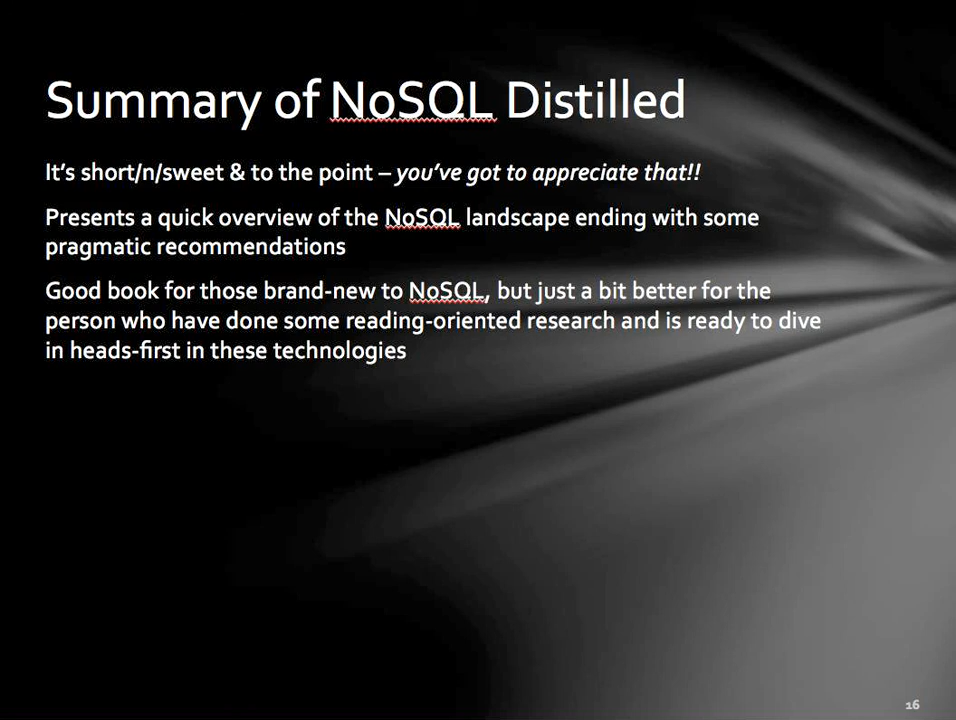 Summary of NoSQL Distilled
It’s short/n/sweet & to the point – you’ve got to appreciate that!!
Presents a quick overview of the NoSQL landscape ending with some
pragmatic recommendations
Good book for those brand-new to NoSQL, but just a bit better for the
person who have done some reading-oriented research and is ready to dive
in heads-first in these technologies
16